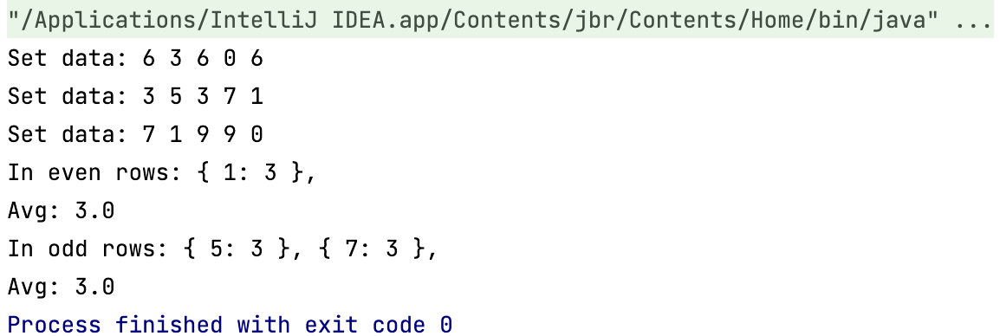 "/Applications/IntelliJ IDEA.app/Contents/jbr/Contents/Home/bin/java" ...
Set data: 6 3 6 0 6
Set data: 3 5 3 7 1
Set data: 7 1 9 9 0
In even rows: { 1: 3 },
Avg: 3.0
In odd rows: { 5: 3 }, { 7: 3 },
Avg: 3.0
Process finished with exit code 0